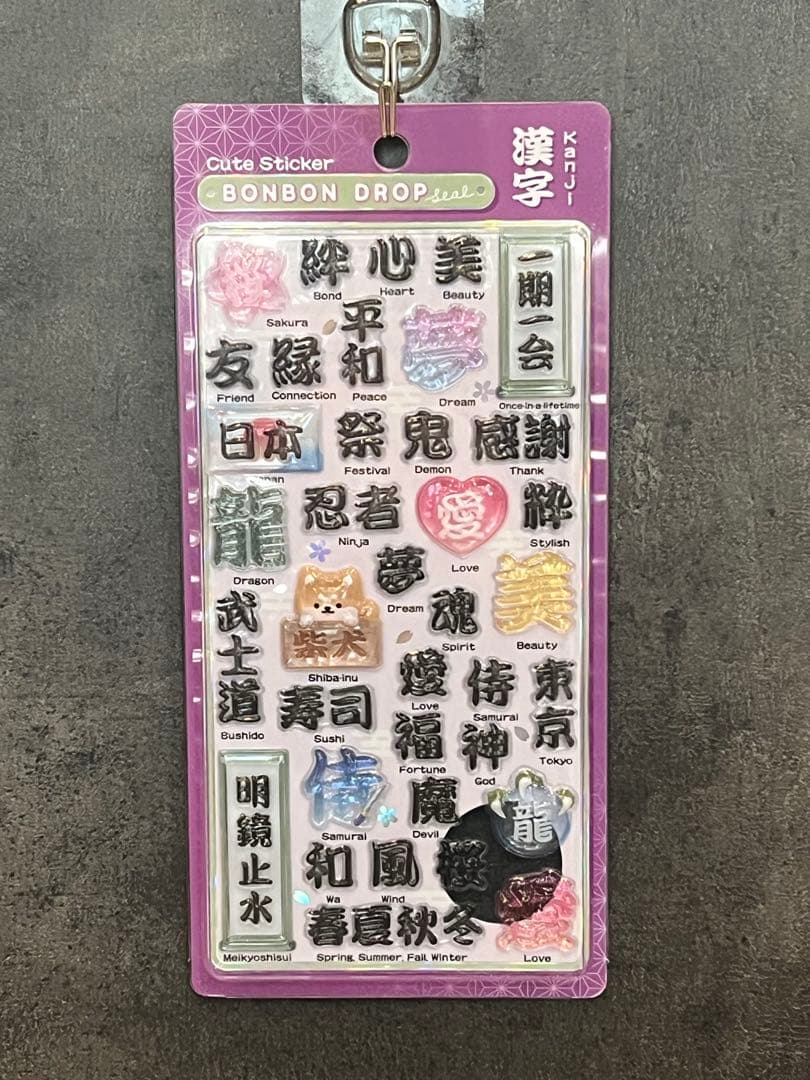 Cute Sticker
BONBON DROP Seal
漢字
Kanji
絆 心 美
Bond Heart Beauty
一期一会
Once in a lifetime
Sakura
平和
Peace
夢
Dream
友 縁
Friend Connection
日本
祭 鬼 感謝
Festival Demon Thank
龍
Dragon
忍者
Ninja
愛
Love
粋
Stylish
夢
Dream
魂
Spirit
美
Beauty
武士道
Bushido
柴犬
Shiba-inu
寿司
Sushi
愛
Love
侍
Samurai
東京
Tokyo
福
Fortune
神
God
明鏡止水
Meikyoshisui
侍
Samurai
魔
Devil
龍
和 風 桜
Wa Wind
春夏秋冬
Spring, Summer, Fall, Winter
Love